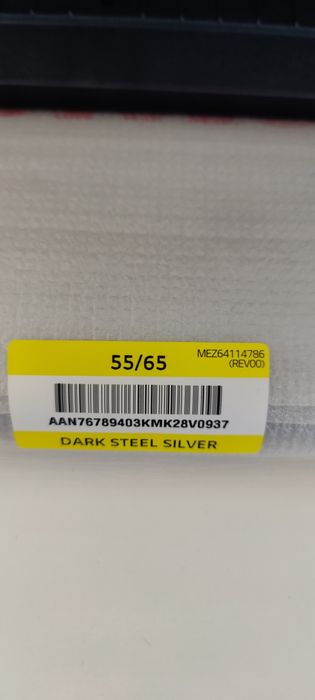 55/65
MEZ64114786
(REV00)
AAN76789403KMK28V0937
DARK STEEL SILVER